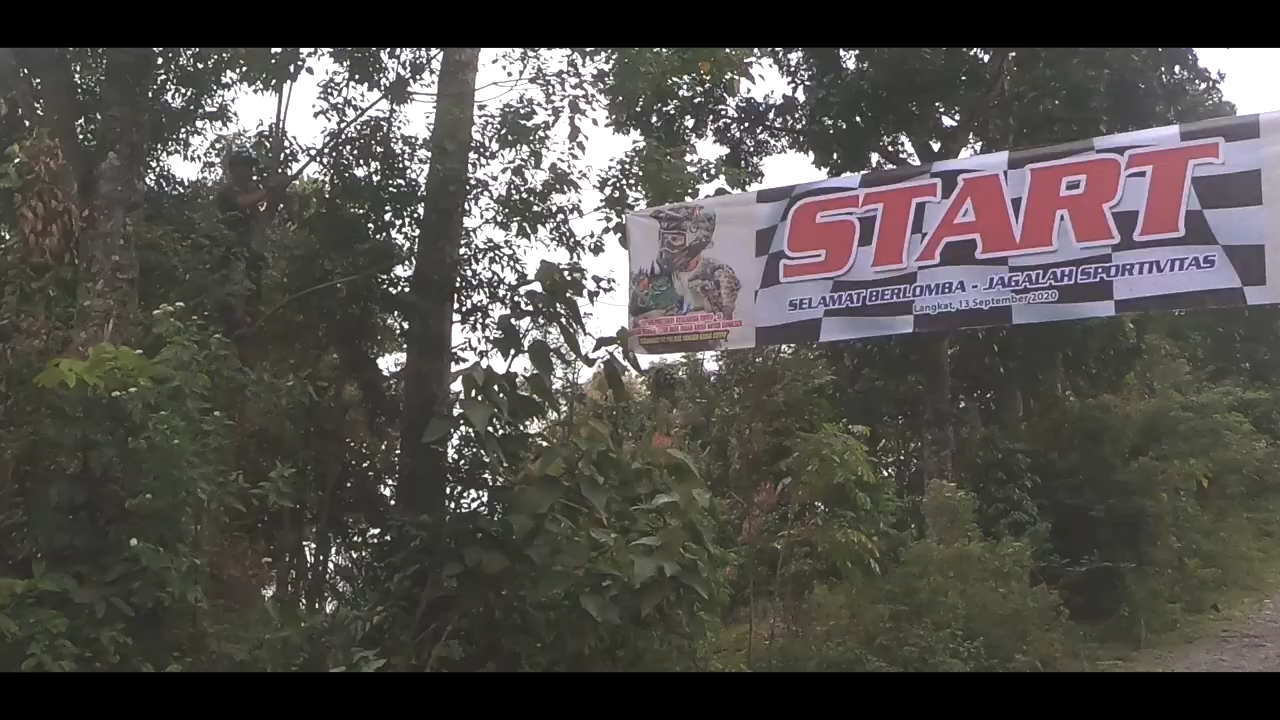 START
SELAMAT BERLOMBA - JAGALAH SPORTIVITAS
Langkat, 13 September 2020